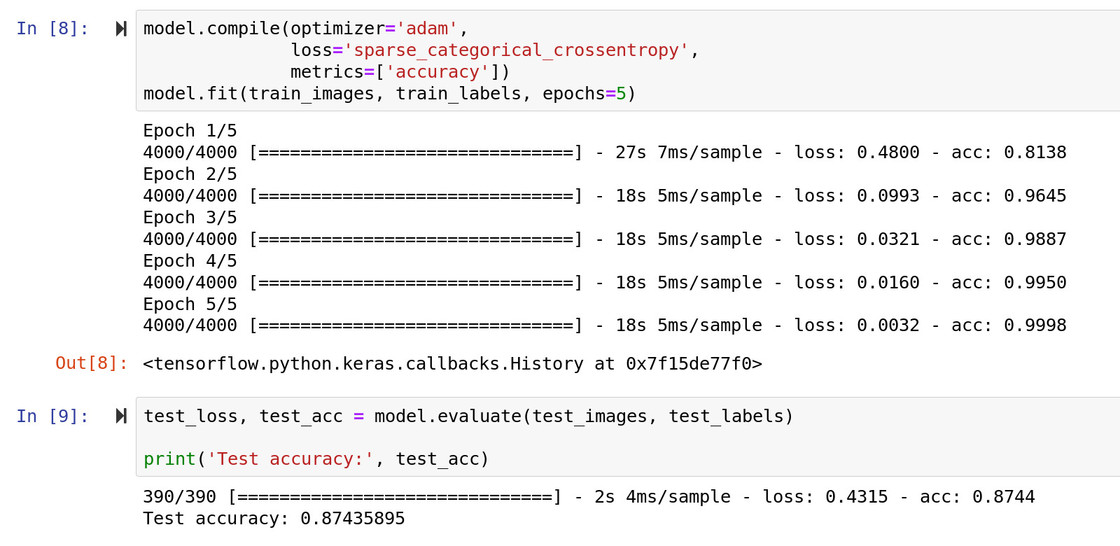 In [8]:
model.compile(optimizer='adam',
              loss='sparse_categorical_crossentropy',
              metrics=['accuracy'])
model.fit(train_images, train_labels, epochs=5)
Epoch 1/5
4000/4000 [==============================] - 27s 7ms/sample - loss: 0.4800 - acc: 0.8138
Epoch 2/5
4000/4000 [==============================] - 18s 5ms/sample - loss: 0.0993 - acc: 0.9645
Epoch 3/5
4000/4000 [==============================] - 18s 5ms/sample - loss: 0.0321 - acc: 0.9887
Epoch 4/5
4000/4000 [==============================] - 18s 5ms/sample - loss: 0.0160 - acc: 0.9950
Epoch 5/5
4000/4000 [==============================] - 18s 5ms/sample - loss: 0.0032 - acc: 0.9998
Out[8]: <tensorflow.python.keras.callbacks.History at 0x7f15de77f0>
In [9]:
test_loss, test_acc = model.evaluate(test_images, test_labels)
print('Test accuracy:', test_acc)
390/390 [==============================] - 2s 4ms/sample - loss: 0.4315 - acc: 0.8744
Test accuracy: 0.87435895